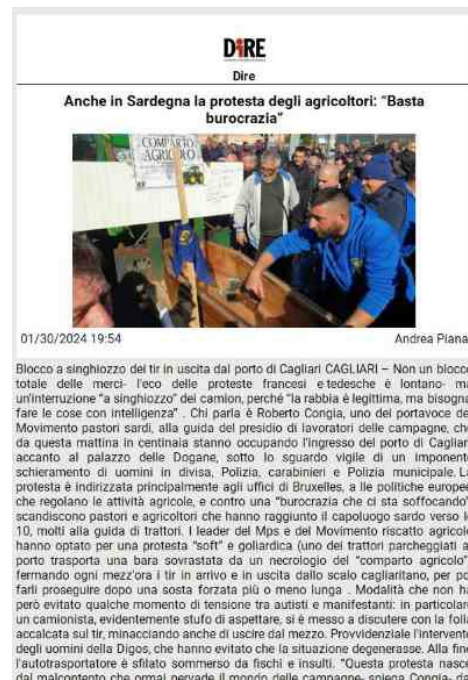 DiRE
Dire
Anche in Sardegna la protesta degli agricoltori: “Basta
burocrazia”
COMPARTO
AGRICOLO
01/30/2024 19:54
Andrea Piana
Blocco a singhiozzo dei tir in uscita dal porto di Cagliari CAGLIARI – Non un blocco
totale delle merci- l'eco delle proteste francesi e tedesche è lontano- ma
un'interruzione “a singhiozzo” dei camion, perché “la rabbia è legittima, ma bisogna
fare le cose con intelligenza” . Chi parla è Roberto Congia, uno dei portavoce del
Movimento pastori sardi, alla guida del presidio di lavoratori delle campagne, che
da questa mattina in centinaia stanno occupando l'ingresso del porto di Cagliari
accanto al palazzo delle Dogane, sotto lo sguardo vigile di un imponente
schieramento di uomini in divisa, Polizia, carabinieri e Polizia municipale. La
protesta è indirizzata principalmente agli uffici di Bruxelles, a lle politiche europee
che regolano le attività agricole, e contro una “burocrazia che ci sta soffocando”
scandiscono pastori e agricoltori che hanno raggiunto il capoluogo sardo verso le
10, molti alla guida di trattori. I leader del Mps e del Movimento riscatto agricolo
hanno optato per una protesta “soft” e goliardica (uno dei trattori parcheggiati al
porto trasporta una bara sovrastata da un necrologio del “comparto agricolo”)
fermando ogni mezz'ora i tir in arrivo e in uscita dallo scalo cagliaritano, per poi
farli proseguire dopo una sosta forzata più o meno lunga . Modalità che non ha
però evitato qualche momento di tensione tra autisti e manifestanti: in particolare
un camionista, evidentemente stufo di aspettare, si è messo a discutere con la folla
accalcata sul tir, minacciando anche di uscire dal mezzo. Provvidenziale l'intervento
degli uomini della Digos, che hanno evitato che la situazione degenerasse. Alla fine
l'autotrasportatore è sfilato sommerso da fischi e insulti. “Questa protesta nasce
dal malcontento che ormai pervade il mondo delle campagne- spiega Congia- da